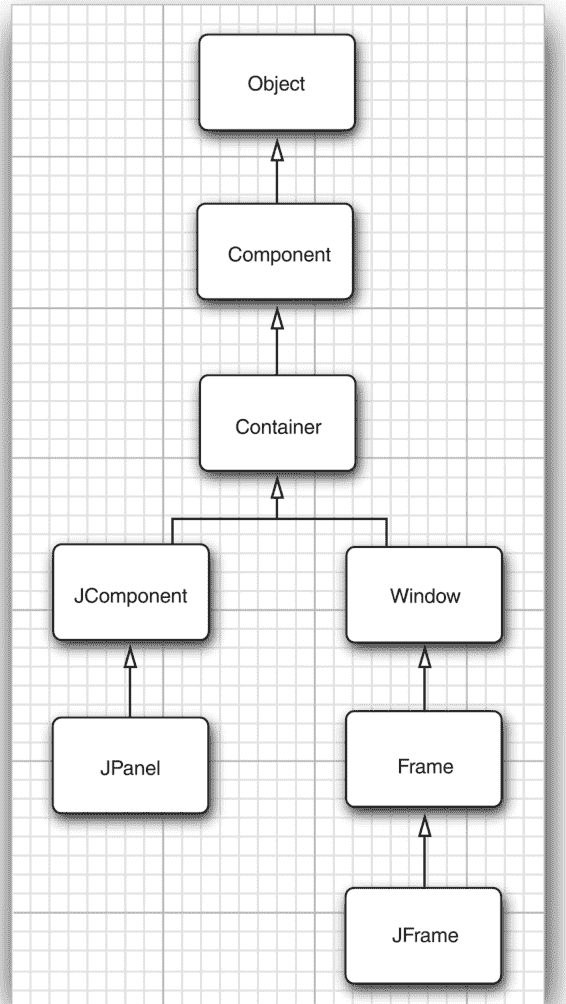 Object
Component
Container
JComponent
Window
JPanel
Frame
JFrame